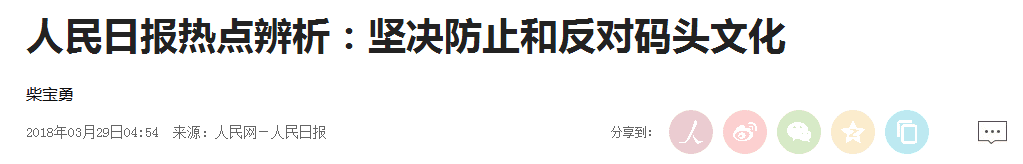 人民日报热点辨析：坚决防止和反对码头文化
柴宝勇
2018年03月29日04:54 来源：人民网－人民日报 分享到：人